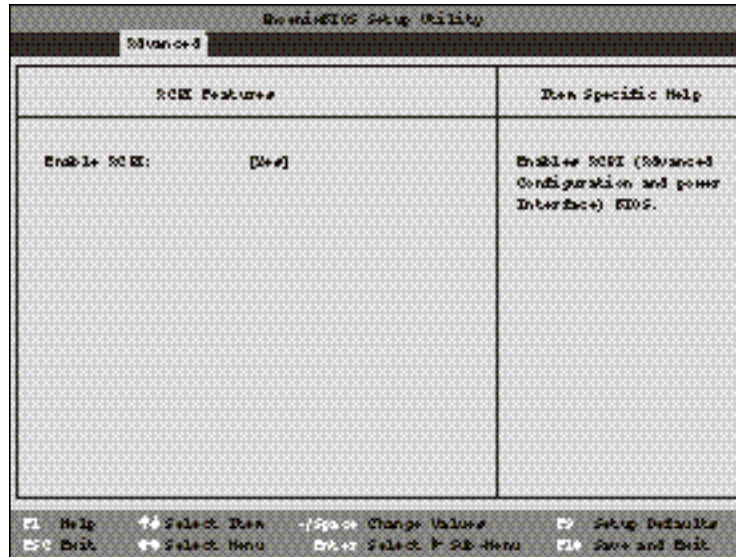 PhoenixBIOS Setup Utility
Advanced
ACPI Features
Item Specific Help
Enable ACPI: [Yes]
Enables ACPI (Advanced
Configuration and power
Interface) BIOS.
F1 Help ↑↓ Select Item -/Space Change Values F9 Setup Defaults
ESC Exit ←→ Select Menu Enter Select ▶ Sub-Menu F10 Save and Exit